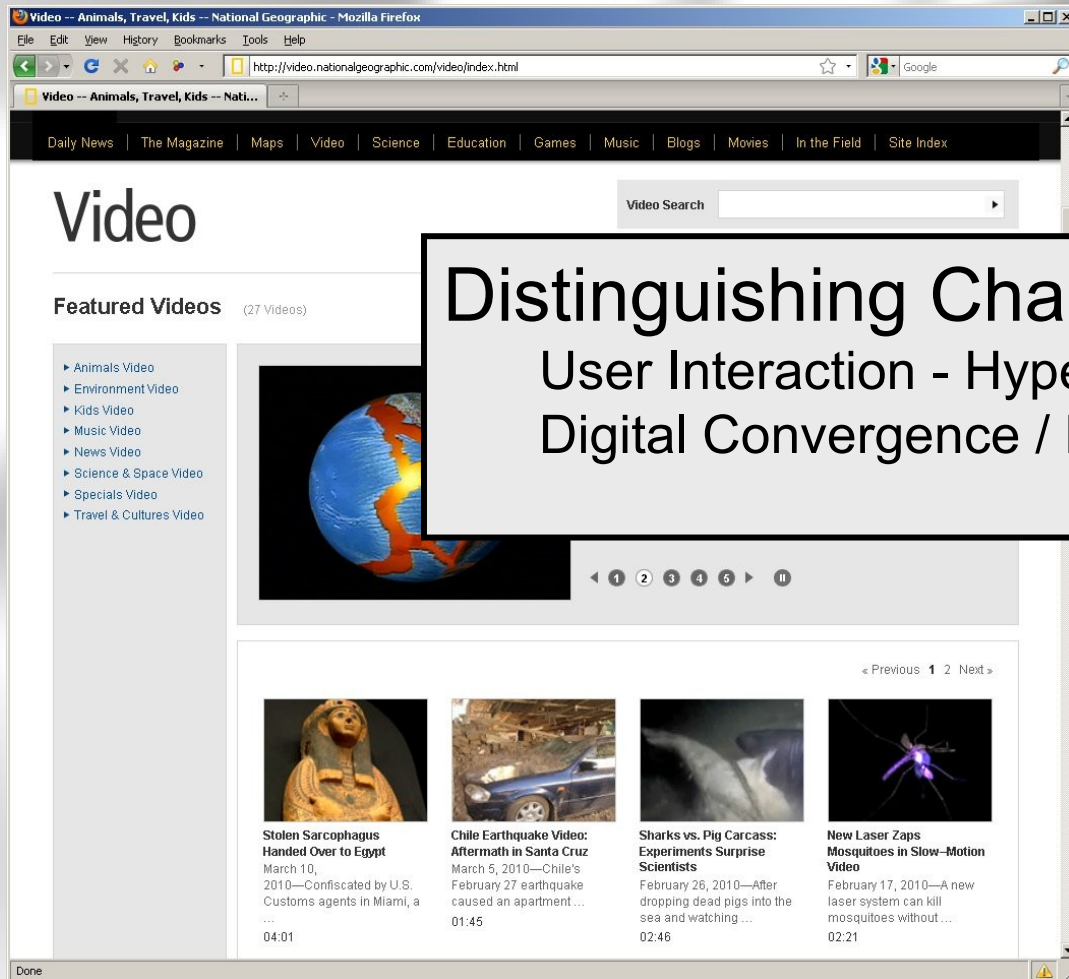 Video -- Animals, Travel, Kids -- National Geographic - Mozilla Firefox
File Edit View History Bookmarks Tools Help
http://video.nationalgeographic.com/video/index.html
Google
Video -- Animals, Travel, Kids -- Nati...
Daily News | The Magazine | Maps | Video | Science | Education | Games | Music | Blogs | Movies | In the Field | Site Index
Video
Video Search
Featured Videos (27 Videos)
Distinguishing Cha
User Interaction - Hype
Digital Convergence /
Animals Video
Environment Video
Kids Video
Music Video
News Video
Science & Space Video
Specials Video
Travel & Cultures Video
1 2 3 4 5
« Previous 1 2 Next »
Stolen Sarcophagus
Handed Over to Egypt
March 10,
2010—Confiscated by U.S.
Customs agents in Miami, a
...
04:01
Chile Earthquake Video:
Aftermath in Santa Cruz
March 5, 2010—Chile's
February 27 earthquake
caused an apartment ...
01:45
Sharks vs. Pig Carcass:
Experiments Surprise
Scientists
February 26, 2010—After
dropping dead pigs into the
sea and watching ...
02:46
New Laser Zaps
Mosquitoes in Slow–Motion
Video
February 17, 2010—A new
laser system can kill
mosquitoes without ...
02:21
Done